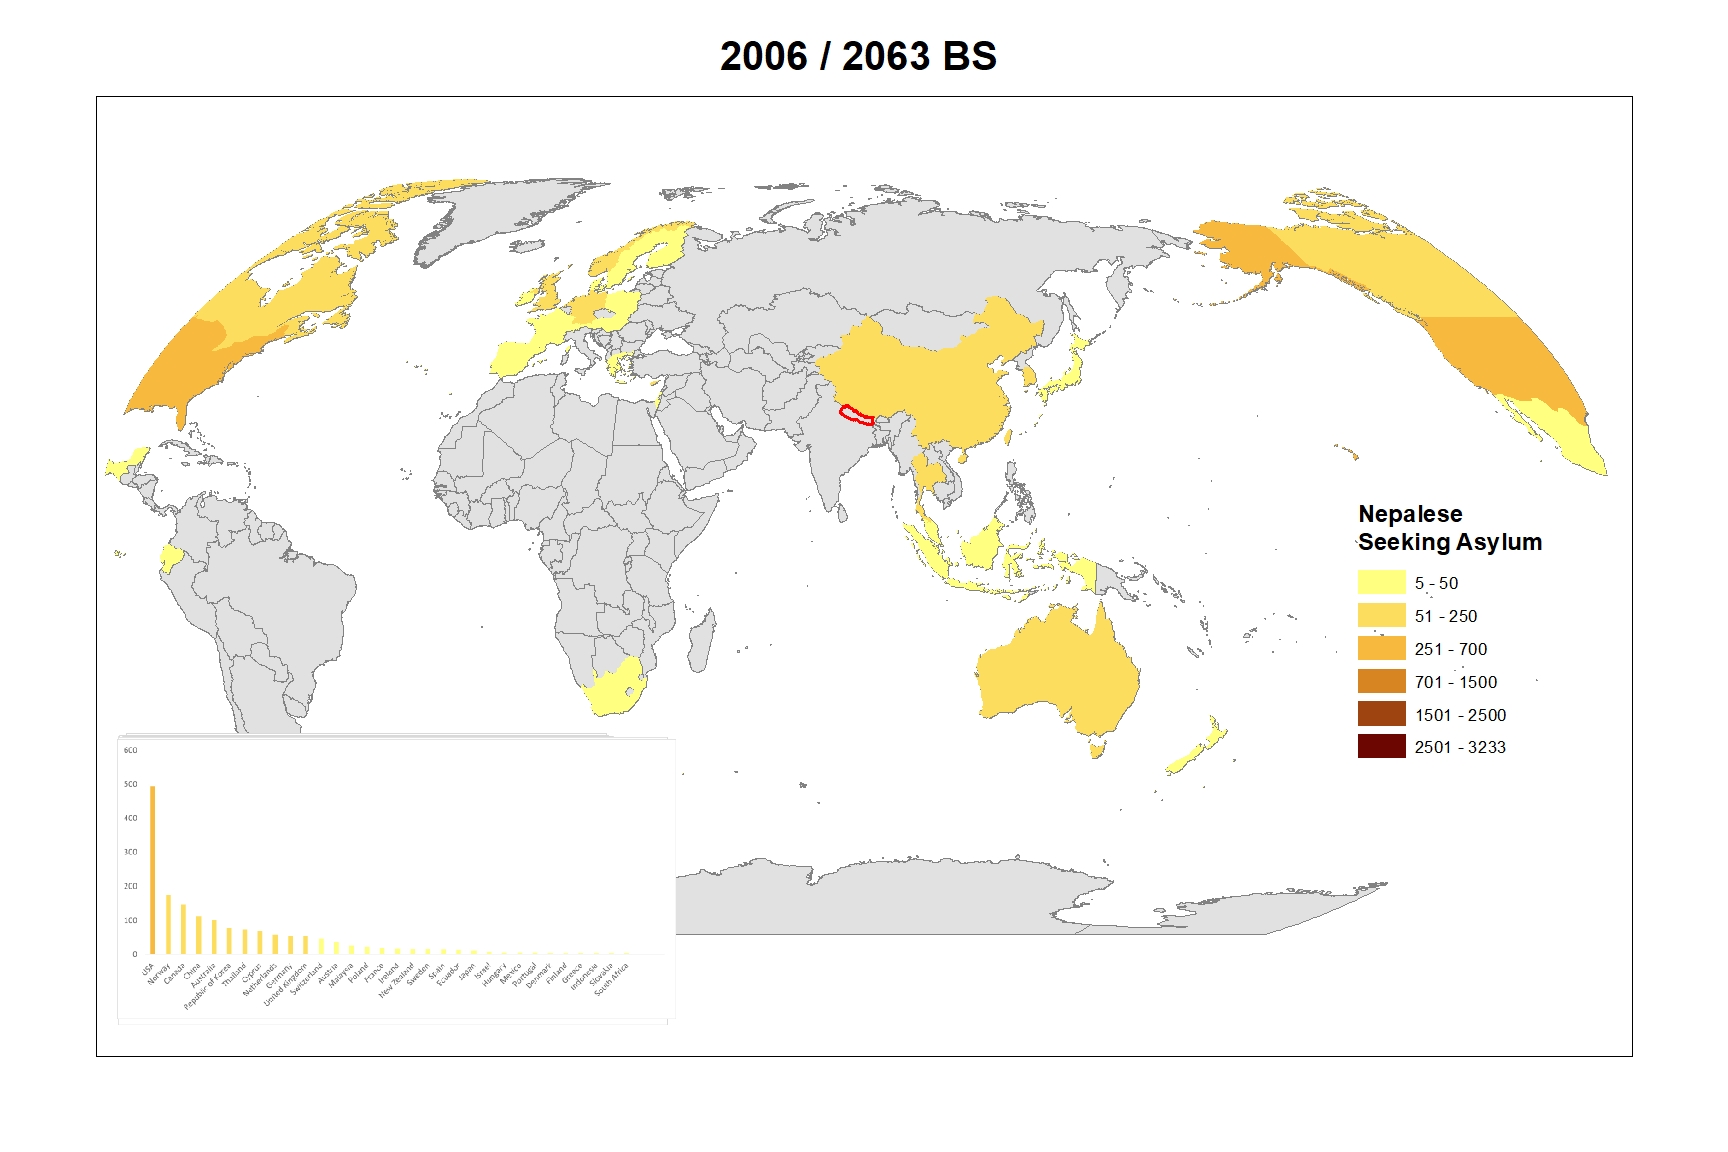 2006 / 2063 BS
Nepalese
Seeking Asylum
5 - 50
51 - 250
251 - 700
701 - 1500
1501 - 2500
2501 - 3233
600
500
400
300
200
100
0
USA
Norway
Canada
China
Australia
Republic of Korea
Thailand
Cyprus
Netherlands
Germany
United Kingdom
Switzerland
Austria
Malaysia
Poland
France
Ireland
New Zealand
Sweden
Spain
Ecuador
Japan
Israel
Hungary
Mexico
Portugal
Denmark
Finland
Greece
Indonesia
Slovakia
South Africa